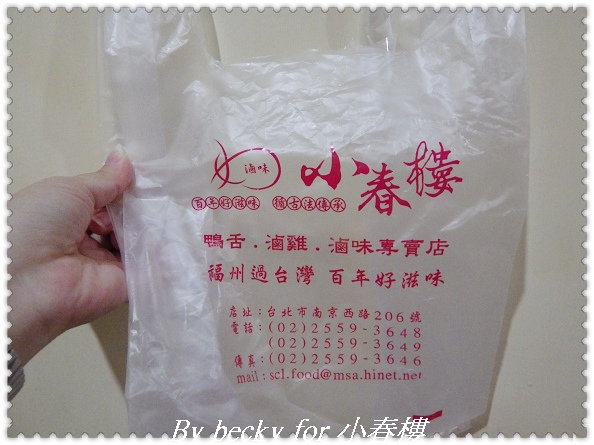 滷味
小春樓
百年好滋味 循古法傳承
鴨舌.滷雞.滷味專賣店
福州過台灣 百年好滋味
店址:台北市南京西路206號
電話:(02)2559-3648
(02)2559-3649
傳真:(02)2559-3646
mail:scl.food@msa.hinet.net
By becky for 小春樓